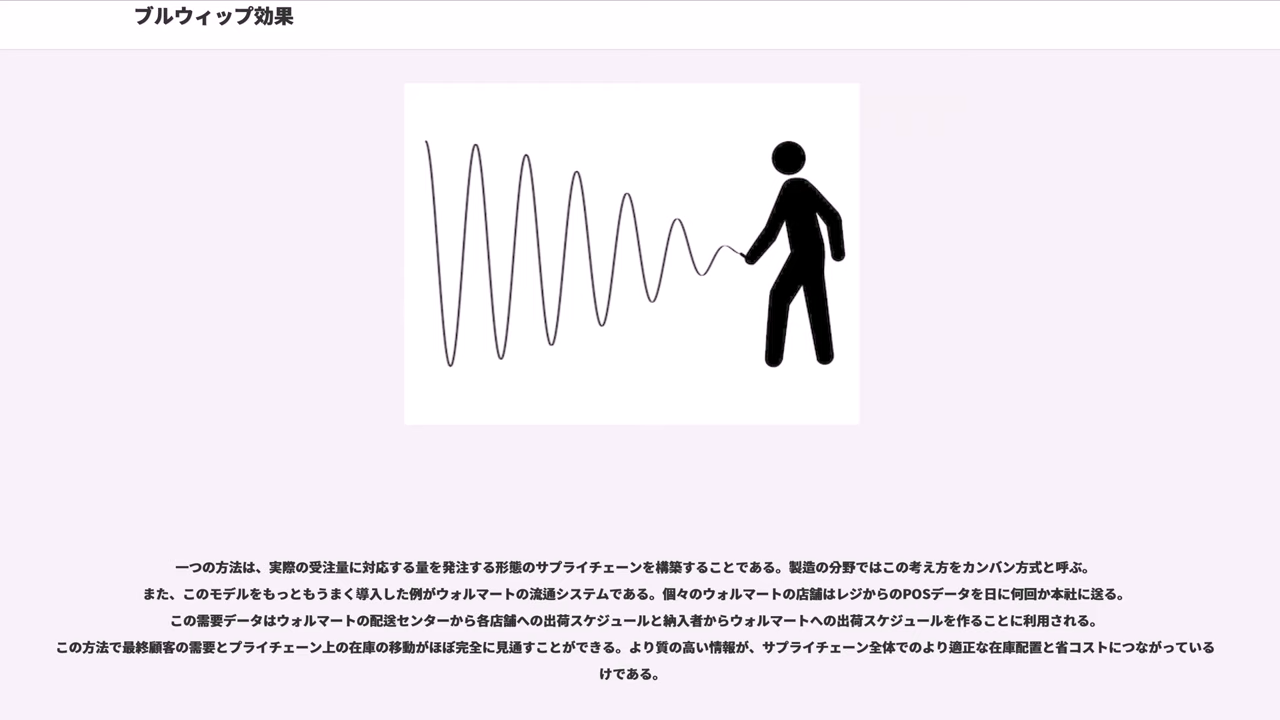 ブルウィップ効果
一つの方法は、実際の受注量に対応する量を発注する形態のサプライチェーンを構築することである。製造の分野ではこの考え方をカンバン方式と呼ぶ。
また、このモデルをもっともうまく導入した例がウォルマートの流通システムである。個々のウォルマートの店舗はレジからのPOSデータを日に何回か本社に送る。
この需要データはウォルマートの配送センターから各店舗への出荷スケジュールと納入者からウォルマートへの出荷スケジュールを作ることに利用される。
この方法で最終顧客の需要とプライチェーン上の在庫の移動がほぼ完全に見通すことができる。より質の高い情報が、サプライチェーン全体でのより適正な在庫配置と省コストにつながっている
けである。